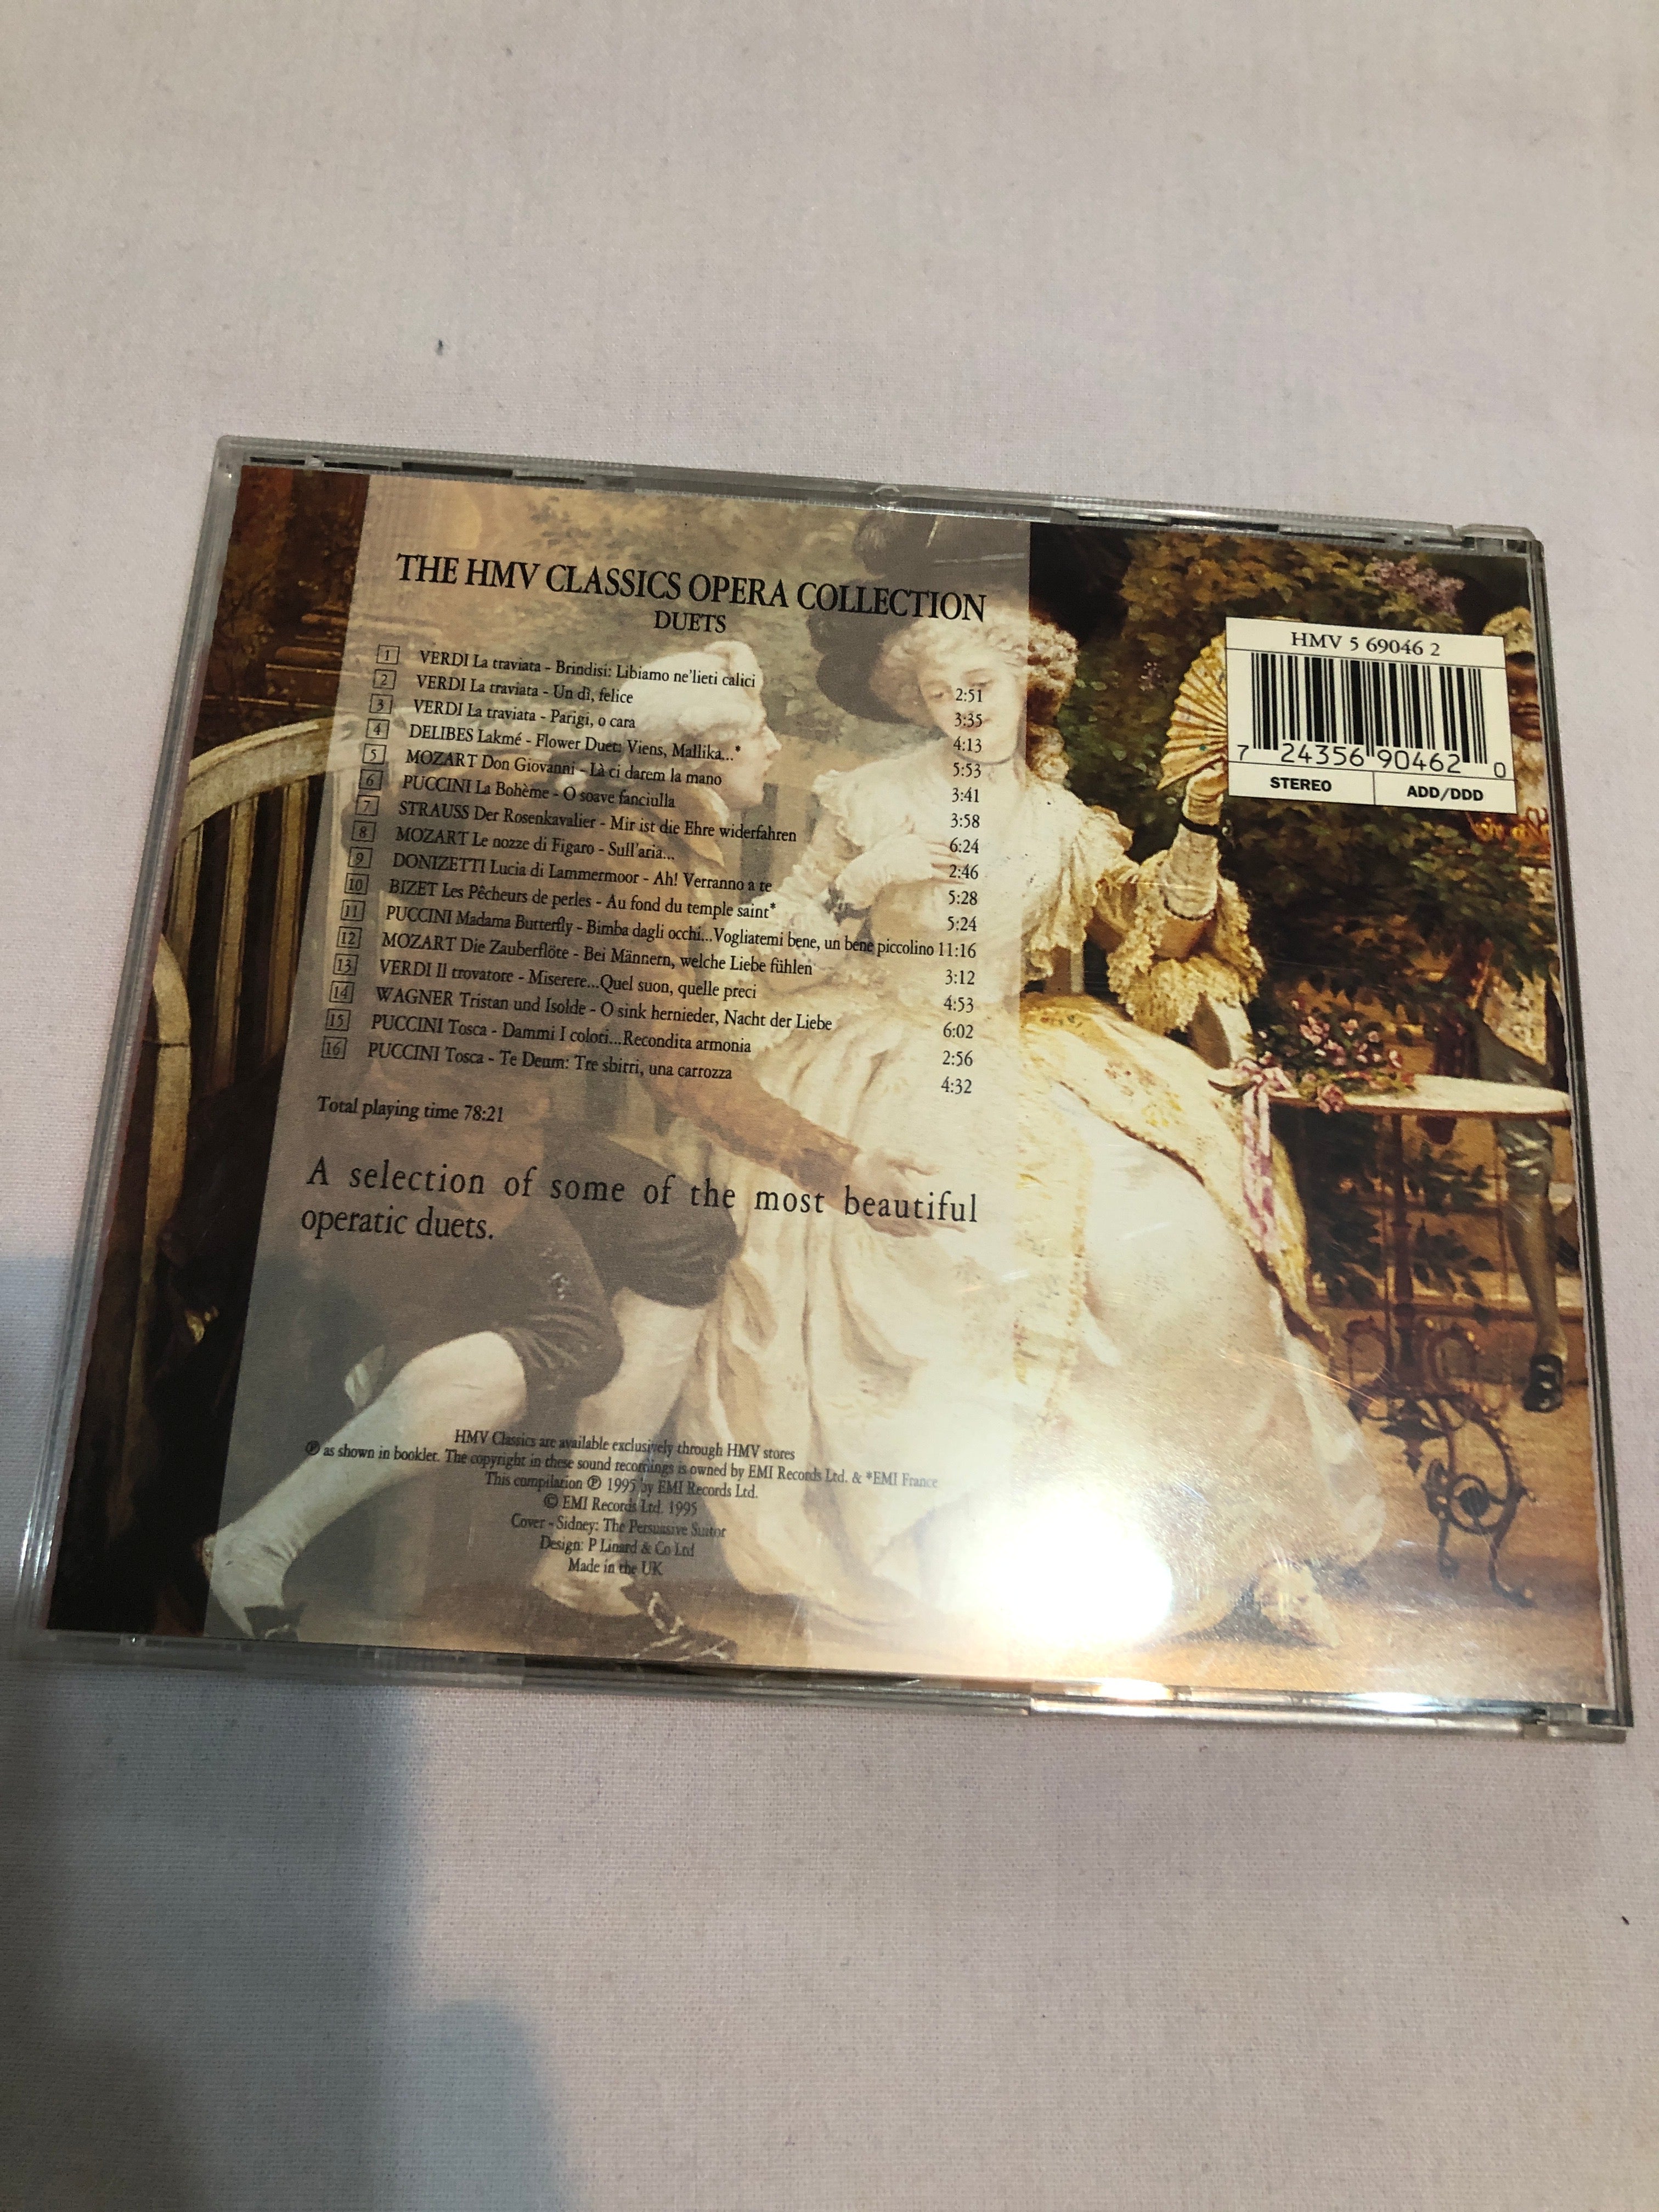 THE HMV CLASSICS OPERA COLLECTION
DUETS
1 VERDI La traviata - Brindisi: Libiamo ne'lieti calici 2:51
2 VERDI La traviata - Un dì, felice 3:35
3 VERDI La traviata - Parigi, o cara 4:13
4 DELIBES Lakmé - Flower Duet: Viens, Mallika...* 5:53
5 MOZART Don Giovanni - Là ci darem la mano 3:41
6 PUCCINI La Bohème - O soave fanciulla 3:58
7 STRAUSS Der Rosenkavalier - Mir ist die Ehre widerfahren 6:24
8 MOZART Le nozze di Figaro - Sull'aria... 2:46
9 DONIZETTI Lucia di Lammermoor - Ah! Verranno a te 5:28
10 BIZET Les Pêcheurs de perles - Au fond du temple saint* 5:24
11 PUCCINI Madama Butterfly - Bimba dagli occhi...Vogliatemi bene, un bene piccolino 11:16
12 MOZART Die Zauberflöte - Bei Männern, welche Liebe fühlen 3:12
13 VERDI Il trovatore - Miserere...Quel suon, quelle preci 4:53
14 WAGNER Tristan und Isolde - O sink hernieder, Nacht der Liebe 6:02
15 PUCCINI Tosca - Dammi I colori...Recondita armonia 2:56
16 PUCCINI Tosca - Te Deum: Tre sbirri, una carrozza 4:32
Total playing time 78:21
A selection of some of the most beautiful
operatic duets.
HMV Classics are available exclusively through HMV stores
℗ as shown in booklet. The copyright in these sound recordings is owned by EMI Records Ltd. & *EMI France
This compilation ℗ 1995 by EMI Records Ltd.
© EMI Records Ltd. 1995
Cover - Sidney: The Persuasive Suitor
Design: P Linard & Co Ltd
Made in the UK
HMV 5 69046 2
7 24356 90462 0
STEREO ADD/DDD